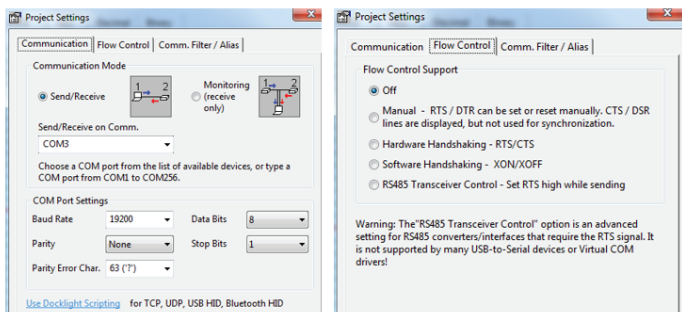 Project Settings
Communication Flow Control Comm. Filter / Alias
Communication Mode
Send/Receive
1 2
Monitoring
(receive
only)
1 2
Send/Receive on Comm.
COM3
Choose a COM port from the list of available devices, or type a
COM port from COM1 to COM256.
COM Port Settings
Baud Rate 19200 Data Bits 8
Parity None Stop Bits 1
Parity Error Char. 63 ('?')
Use Docklight Scripting for TCP, UDP, USB HID, Bluetooth HID
Project Settings
Communication Flow Control Comm. Filter / Alias
Flow Control Support
Off
Manual - RTS / DTR can be set or reset manually. CTS / DSR
lines are displayed, but not used for synchronization.
Hardware Handshaking - RTS/CTS
Software Handshaking - XON/XOFF
RS485 Transceiver Control - Set RTS high while sending
Warning: The"RS485 Transceiver Control" option is an advanced
setting for RS485 converters/interfaces that require the RTS signal. It
is not supported by many USB-to-Serial devices or Virtual COM
drivers!